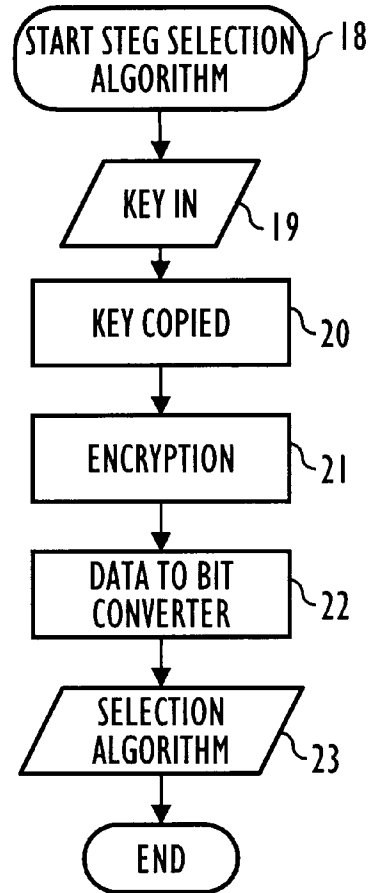 START STEG SELECTION
ALGORITHM
18
KEY IN
19
KEY COPIED
20
ENCRYPTION
21
DATA TO BIT
CONVERTER
22
SELECTION
ALGORITHM
23
END